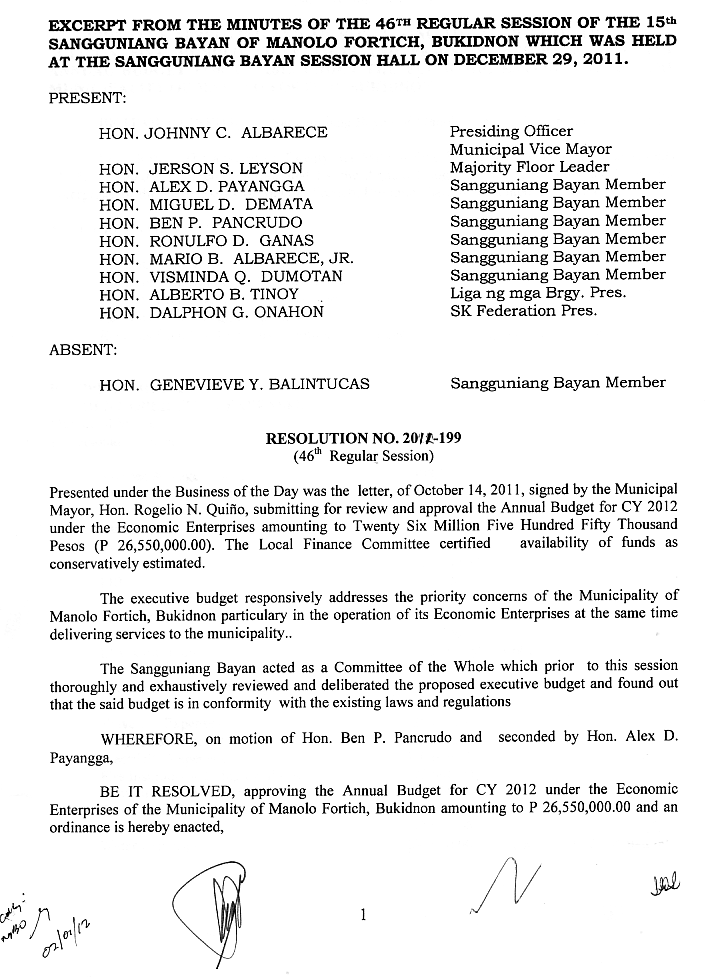 EXCERPT FROM THE MINUTES OF THE 46TH REGULAR SESSION OF THE 15th
SANGGUNIANG BAYAN OF MANOLO FORTICH, BUKIDNON WHICH WAS HELD
AT THE SANGGUNIANG BAYAN SESSION HALL ON DECEMBER 29, 2011.
PRESENT:
HON. JOHNNY C. ALBARECE Presiding Officer
Municipal Vice Mayor
HON. JERSON S. LEYSON Majority Floor Leader
HON. ALEX D. PAYANGGA Sangguniang Bayan Member
HON. MIGUEL D. DEMATA Sangguniang Bayan Member
HON. BEN P. PANCRUDO Sangguniang Bayan Member
HON. RONULFO D. GANAS Sangguniang Bayan Member
HON. MARIO B. ALBARECE, JR. Sangguniang Bayan Member
HON. VISMINDA Q. DUMOTAN Sangguniang Bayan Member
HON. ALBERTO B. TINOY Liga ng mga Brgy. Pres.
HON. DALPHON G. ONAHON SK Federation Pres.
ABSENT:
HON. GENEVIEVE Y. BALINTUCAS Sangguniang Bayan Member
RESOLUTION NO. 2011-199
(46th Regular Session)
Presented under the Business of the Day was the letter, of October 14, 2011, signed by the Municipal
Mayor, Hon. Rogelio N. Quiño, submitting for review and approval the Annual Budget for CY 2012
under the Economic Enterprises amounting to Twenty Six Million Five Hundred Fifty Thousand
Pesos (P 26,550,000.00). The Local Finance Committee certified availability of funds as
conservatively estimated.
The executive budget responsively addresses the priority concerns of the Municipality of
Manolo Fortich, Bukidnon particulary in the operation of its Economic Enterprises at the same time
delivering services to the municipality..
The Sangguniang Bayan acted as a Committee of the Whole which prior to this session
thoroughly and exhaustively reviewed and deliberated the proposed executive budget and found out
that the said budget is in conformity with the existing laws and regulations
WHEREFORE, on motion of Hon. Ben P. Pancrudo and seconded by Hon. Alex D.
Payangga,
BE IT RESOLVED, approving the Annual Budget for CY 2012 under the Economic
Enterprises of the Municipality of Manolo Fortich, Bukidnon amounting to P 26,550,000.00 and an
ordinance is hereby enacted,
02/01/12
1